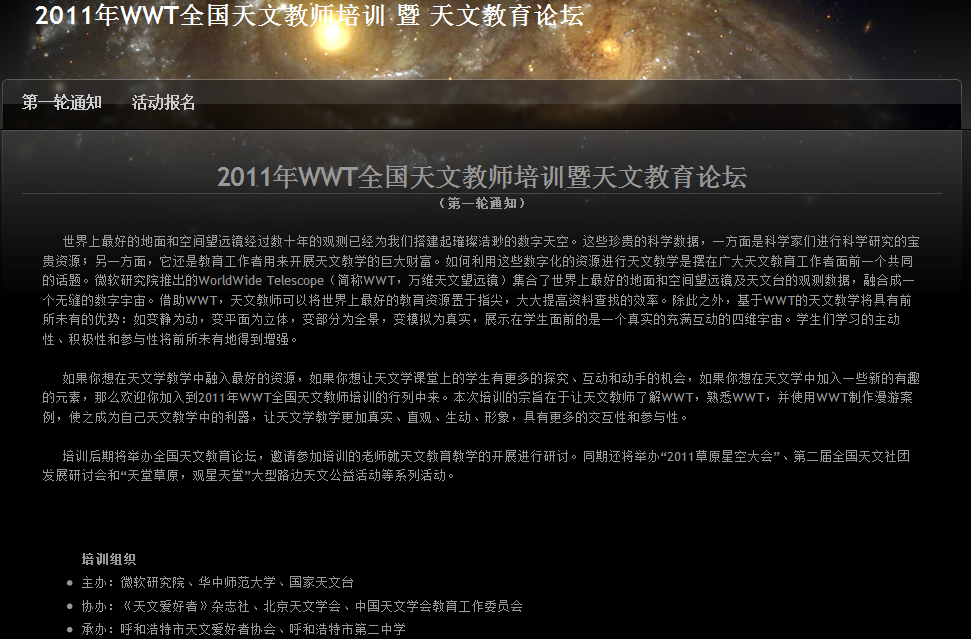 2011年WWT全国天文教师培训 暨 天文教育论坛
第一轮通知 活动报名
2011年WWT全国天文教师培训暨天文教育论坛
（第一轮通知）
世界上最好的地面和空间望远镜经过数十年的观测已经为我们搭建起璀璨浩渺的数字天空。这些珍贵的科学数据，一方面是科学家们进行科学研究的宝
贵资源；另一方面，它还是教育工作者用来开展天文教学的巨大财富。如何利用这些数字化的资源进行天文教学是摆在广大天文教育工作者面前一个共同
的话题。微软研究院推出的WorldWide Telescope（简称WWT，万维天文望远镜）集合了世界上最好的地面和空间望远镜及天文台的观测数据，融合成一
个无缝的数字宇宙。借助WWT，天文教师可以将世界上最好的教育资源置于指尖，大大提高资料查找的效率。除此之外，基于WWT的天文教学将具有前
所未有的优势：如变静为动，变平面为立体，变部分为全景，变模拟为真实，展示在学生面前的是一个真实的充满互动的四维宇宙。学生们学习的主动
性、积极性和参与性将前所未有地得到增强。
如果你想在天文学教学中融入最好的资源，如果你想让天文学课堂上的学生有更多的探究、互动和动手的机会，如果你想在天文学中加入一些新的有趣
的元素，那么欢迎你加入到2011年WWT全国天文教师培训的行列中来。本次培训的宗旨在于让天文教师了解WWT，熟悉WWT，并使用WWT制作漫游案
例，使之成为自己天文教学中的利器，让天文学教学更加真实、直观、生动、形象，具有更多的交互性和参与性。
培训后期将举办全国天文教育论坛，邀请参加培训的老师就天文教育教学的开展进行研讨。同期还将举办“2011草原星空大会”、第二届全国天文社团
发展研讨会和“天堂草原，观星天堂”大型路边天文公益活动等系列活动。
培训组织
● 主办：微软研究院、华中师范大学、国家天文台
● 协办：《天文爱好者》杂志社、北京天文学会、中国天文学会教育工作委员会
● 承办：呼和浩特市天文爱好者协会、呼和浩特市第二中学